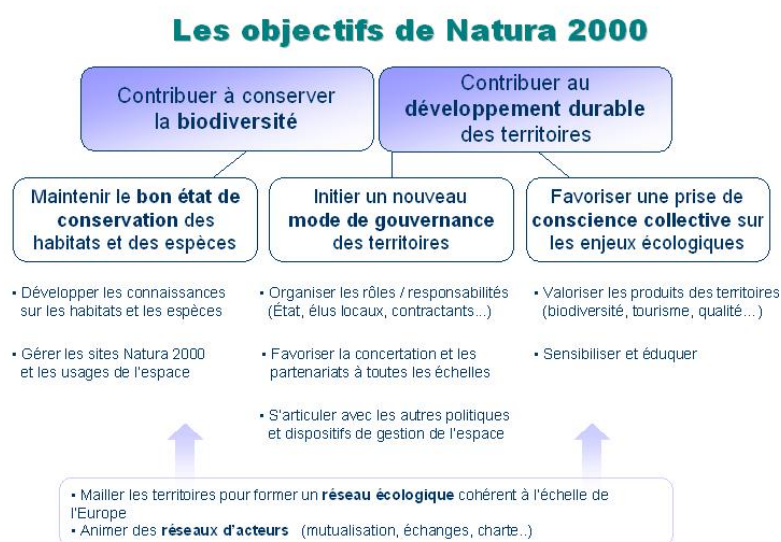 Les objectifs de Natura 2000
Contribuer à conserver
la biodiversité
Contribuer au
développement durable
des territoires
Maintenir le bon état de
conservation des
habitats et des espèces
Initier un nouveau
mode de gouvernance
des territoires
Favoriser une prise de
conscience collective sur
les enjeux écologiques
▪ Développer les connaissances
sur les habitats et les espèces
▪ Gérer les sites Natura 2000
et les usages de l'espace
▪ Organiser les rôles / responsabilités
(État, élus locaux, contractants...)
▪ Favoriser la concertation et les
partenariats à toutes les échelles
▪ S'articuler avec les autres politiques
et dispositifs de gestion de l'espace
▪ Valoriser les produits des territoires
(biodiversité, tourisme, qualité...)
▪ Sensibiliser et éduquer
▪ Mailler les territoires pour former un réseau écologique cohérent à l'échelle de
l'Europe
▪ Animer des réseaux d'acteurs (mutualisation, échanges, charte..)